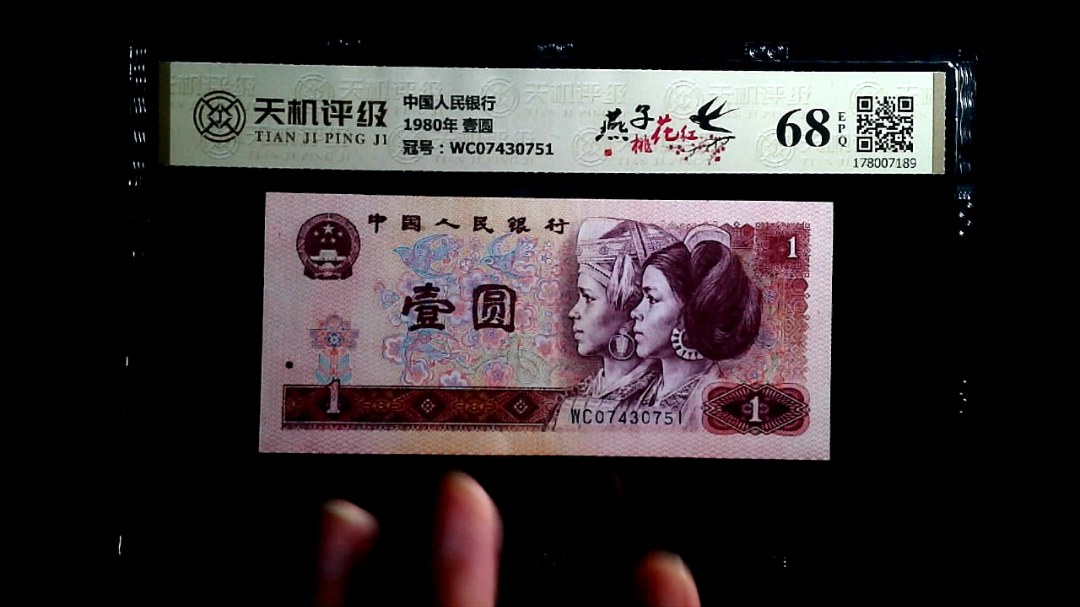 天机评级
TIAN JI PING JI
中国人民银行
1980年 壹圆
冠号：WC07430751
燕子
桃花红
68
EPQ
178007189
中国人民银行
1
壹圆
1
WC07430751
1